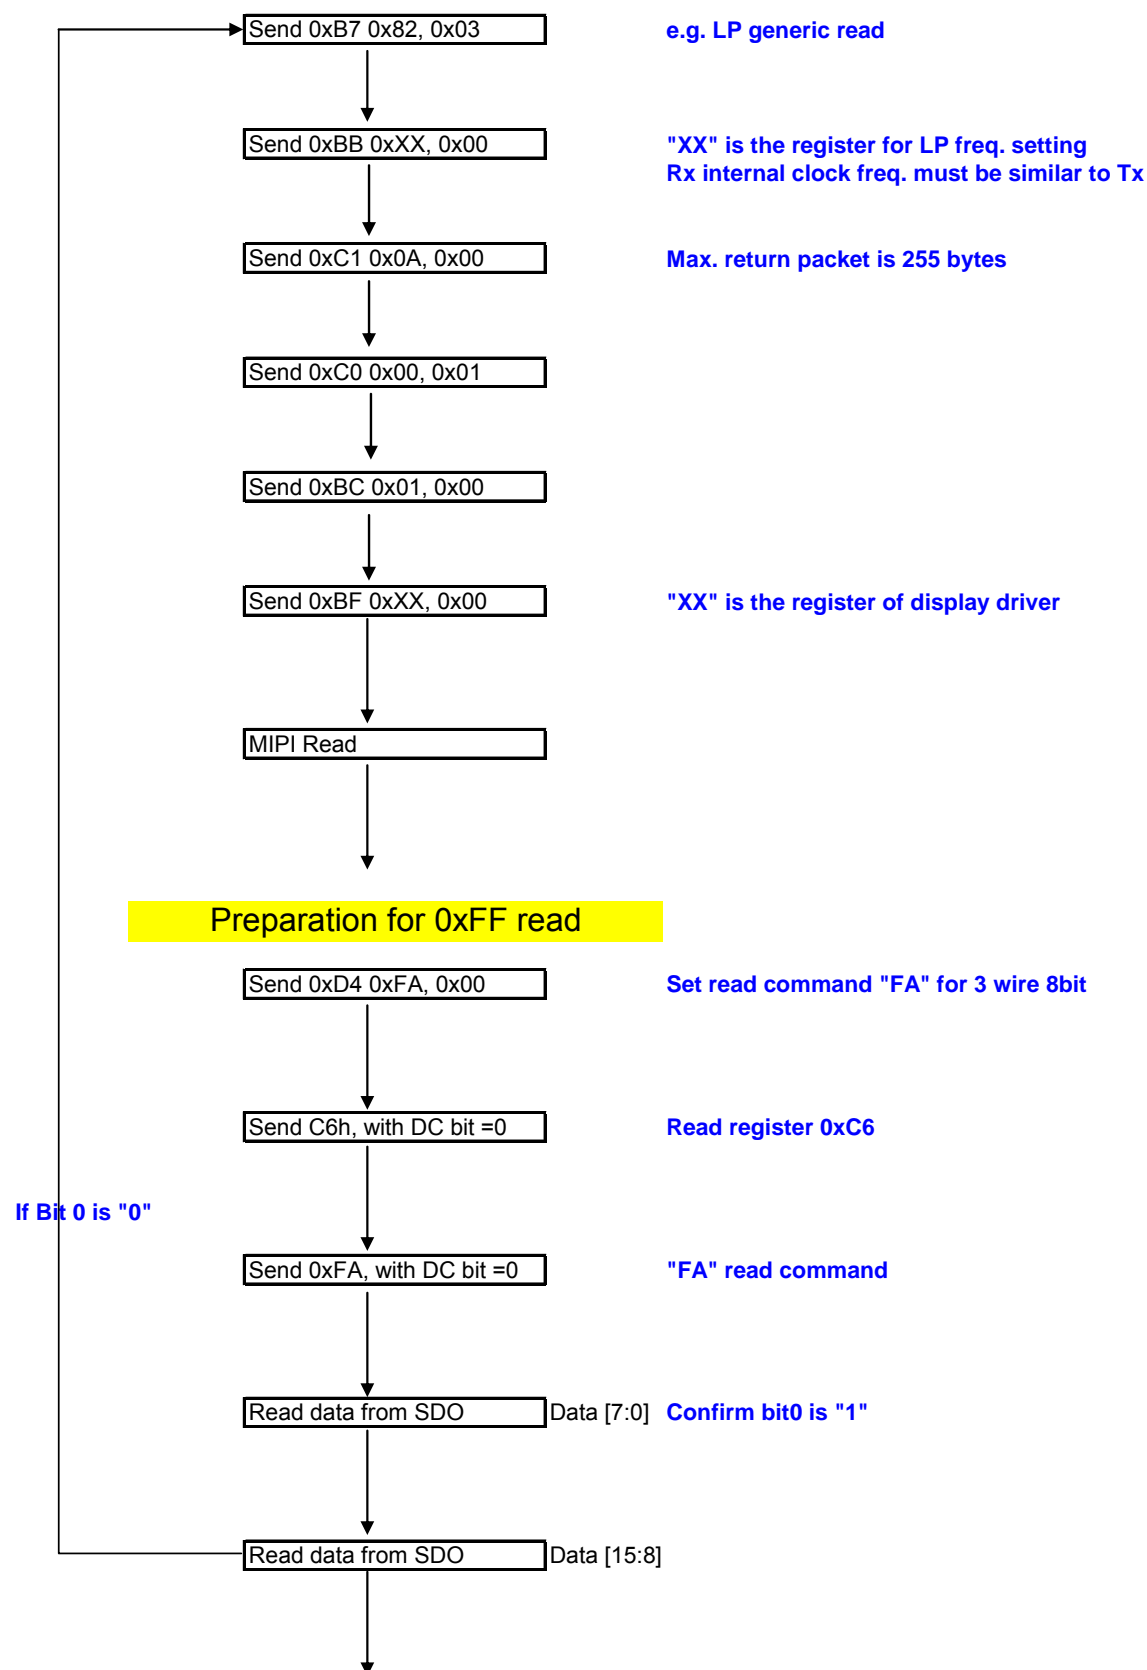 Send 0xB7 0x82, 0x03 e.g. LP generic read
Send 0xBB 0xXX, 0x00 "XX" is the register for LP freq. setting
Rx internal clock freq. must be similar to Tx
Send 0xC1 0x0A, 0x00 Max. return packet is 255 bytes
Send 0xC0 0x00, 0x01
Send 0xBC 0x01, 0x00
Send 0xBF 0xXX, 0x00 "XX" is the register of display driver
MIPI Read
Preparation for 0xFF read
Send 0xD4 0xFA, 0x00 Set read command "FA" for 3 wire 8bit
Send C6h, with DC bit =0 Read register 0xC6
If Bit 0 is "0"
Send 0xFA, with DC bit =0 "FA" read command
Read data from SDO Data [7:0] Confirm bit0 is "1"
Read data from SDO Data [15:8]